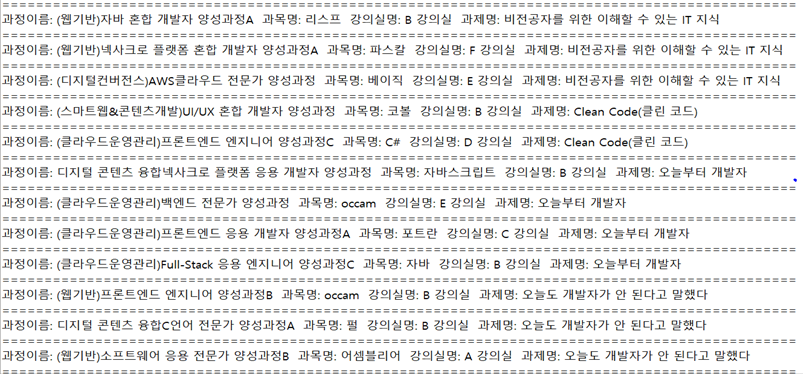 ====================================================================================================
과정이름: (웹기반)자바 혼합 개발자 양성과정A  과목명: 리스프  강의실명: B 강의실  과제명: 비전공자를 위한 이해할 수 있는 IT 지식
====================================================================================================
과정이름: (웹기반)넥사크로 플랫폼 혼합 개발자 양성과정A  과목명: 파스칼  강의실명: F 강의실  과제명: 비전공자를 위한 이해할 수 있는 IT 지식
====================================================================================================
과정이름: (디지털컨버전스)AWS클라우드 전문가 양성과정  과목명: 베이직  강의실명: E 강의실  과제명: 비전공자를 위한 이해할 수 있는 IT 지식
====================================================================================================
과정이름: (스마트웹&콘텐츠개발)UI/UX 혼합 개발자 양성과정  과목명: 코볼  강의실명: B 강의실  과제명: Clean Code(클린 코드)
====================================================================================================
과정이름: (클라우드운영관리)프론트엔드 엔지니어 양성과정C  과목명: C#  강의실명: D 강의실  과제명: Clean Code(클린 코드)
====================================================================================================
과정이름: 디지털 콘텐츠 융합넥사크로 플랫폼 응용 개발자 양성과정  과목명: 자바스크립트  강의실명: B 강의실  과제명: 오늘부터 개발자
====================================================================================================
과정이름: (클라우드운영관리)백엔드 전문가 양성과정  과목명: occam  강의실명: E 강의실  과제명: 오늘부터 개발자
====================================================================================================
과정이름: (클라우드운영관리)프론트엔드 응용 개발자 양성과정A  과목명: 포트란  강의실명: C 강의실  과제명: 오늘부터 개발자
====================================================================================================
과정이름: (클라우드운영관리)Full-Stack 응용 엔지니어 양성과정C  과목명: 자바  강의실명: B 강의실  과제명: 오늘부터 개발자
====================================================================================================
과정이름: (웹기반)프론트엔드 엔지니어 양성과정B  과목명: occam  강의실명: B 강의실  과제명: 오늘도 개발자가 안 된다고 말했다
====================================================================================================
과정이름: 디지털 콘텐츠 융합C언어 전문가 양성과정A  과목명: 펄  강의실명: B 강의실  과제명: 오늘도 개발자가 안 된다고 말했다
====================================================================================================
과정이름: (웹기반)소프트웨어 응용 전문가 양성과정B  과목명: 어셈블리어  강의실명: A 강의실  과제명: 오늘도 개발자가 안 된다고 말했다
====================================================================================================